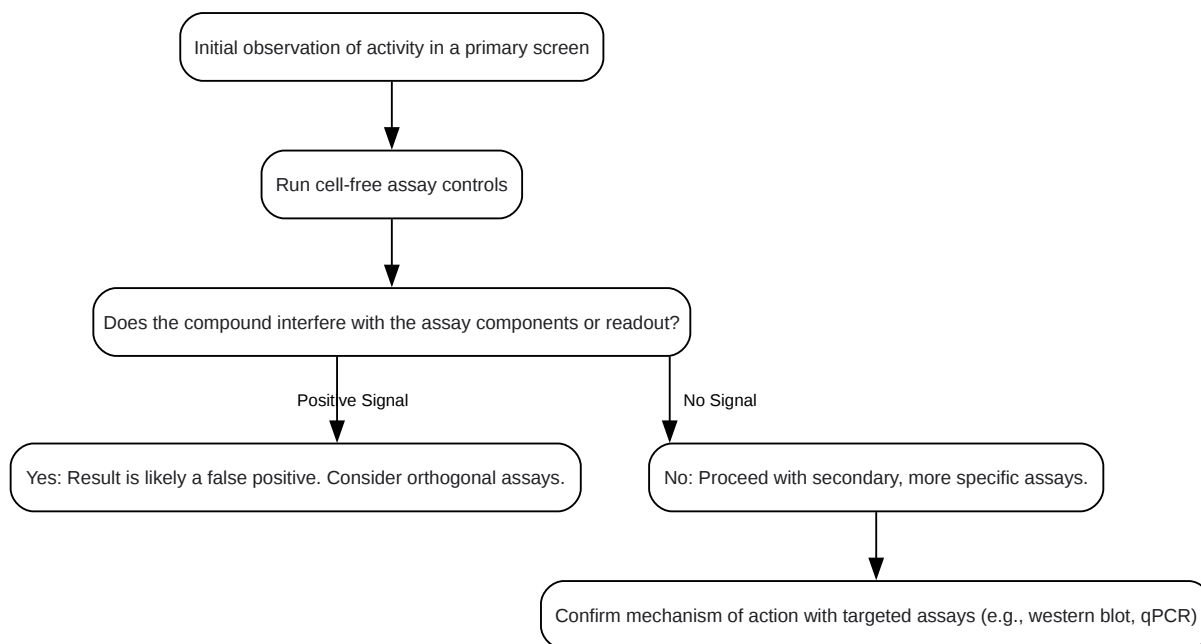 Initial observation of activity in a primary screen
Run cell-free assay controls
Does the compound interfere with the assay components or readout?
Positive Signal
No Signal
Yes: Result is likely a false positive. Consider orthogonal assays.
No: Proceed with secondary, more specific assays.
Confirm mechanism of action with targeted assays (e.g., western blot, qPCR)